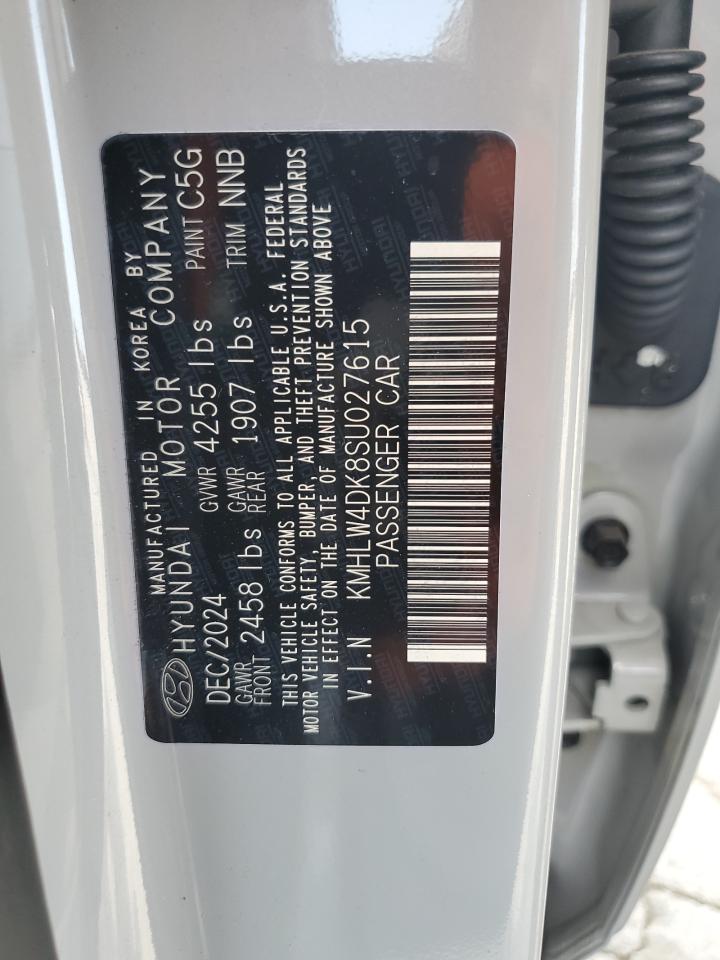 MANUFACTURED IN KOREA BY
HYUNDAI MOTOR COMPANY
DEC/2024 GVWR 4255 lbs PAINT C5G
GAWR FRONT 2458 lbs GAWR REAR 1907 lbs TRIM NNB
THIS VEHICLE CONFORMS TO ALL APPLICABLE U.S.A. FEDERAL
MOTOR VEHICLE SAFETY, BUMPER, AND THEFT PREVENTION STANDARDS
IN EFFECT ON THE DATE OF MANUFACTURE SHOWN ABOVE
V.I.N KMHLW4DK8SU027615
PASSENGER CAR